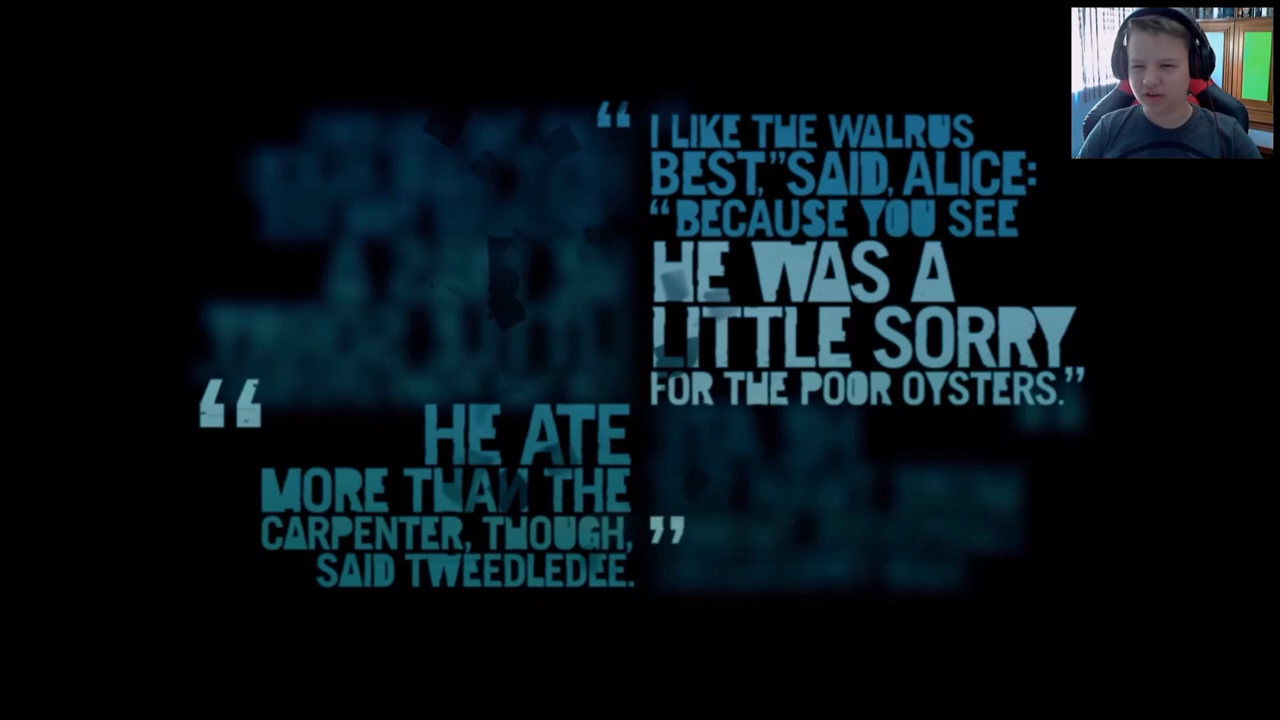 “ I LIKE THE WALRUS
BEST,” SAID, ALICE:
“BECAUSE YOU SEE
HE WAS A
LITTLE SORRY
FOR THE POOR OYSTERS.”
“ HE ATE
MORE THAN THE
CARPENTER, THOUGH, ”
SAID TWEEDLEDEE.